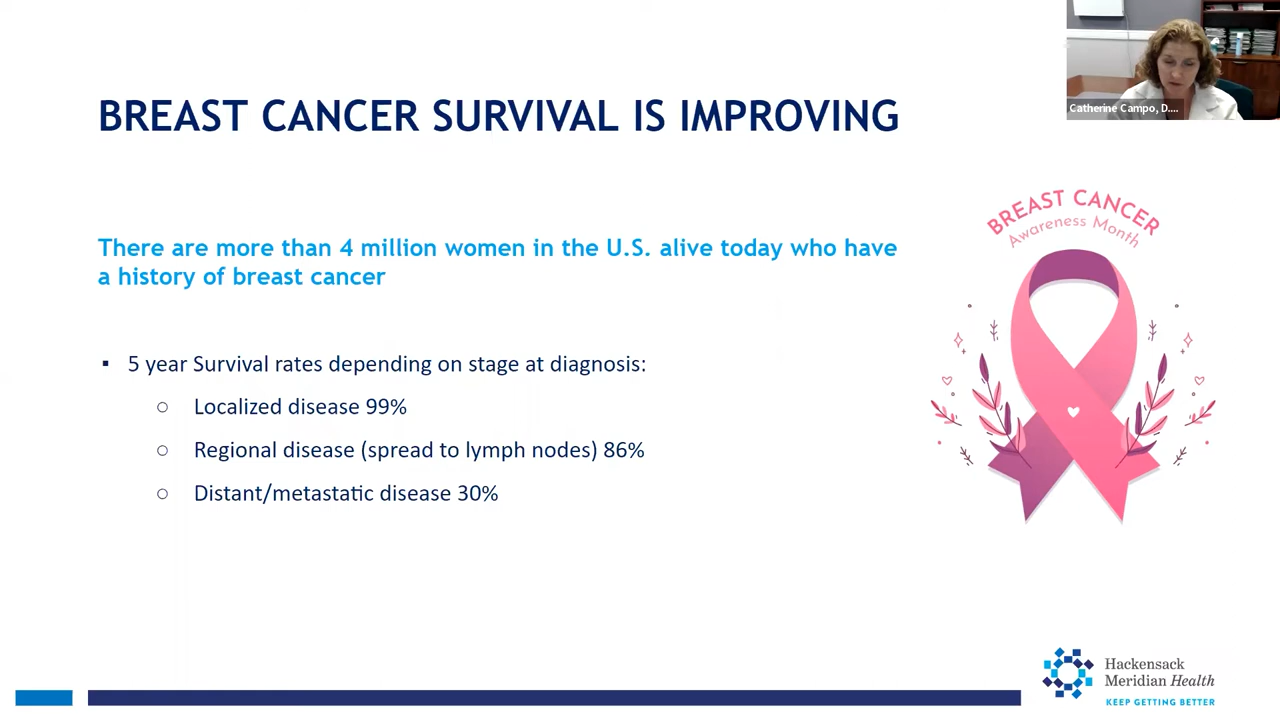 BREAST CANCER SURVIVAL IS IMPROVING
Catherine Campo, D....
BREAST CANCER
Awareness Month
There are more than 4 million women in the U.S. alive today who have
a history of breast cancer
▪ 5 year Survival rates depending on stage at diagnosis:
○ Localized disease 99%
○ Regional disease (spread to lymph nodes) 86%
○ Distant/metastatic disease 30%
Hackensack
Meridian Health
KEEP GETTING BETTER